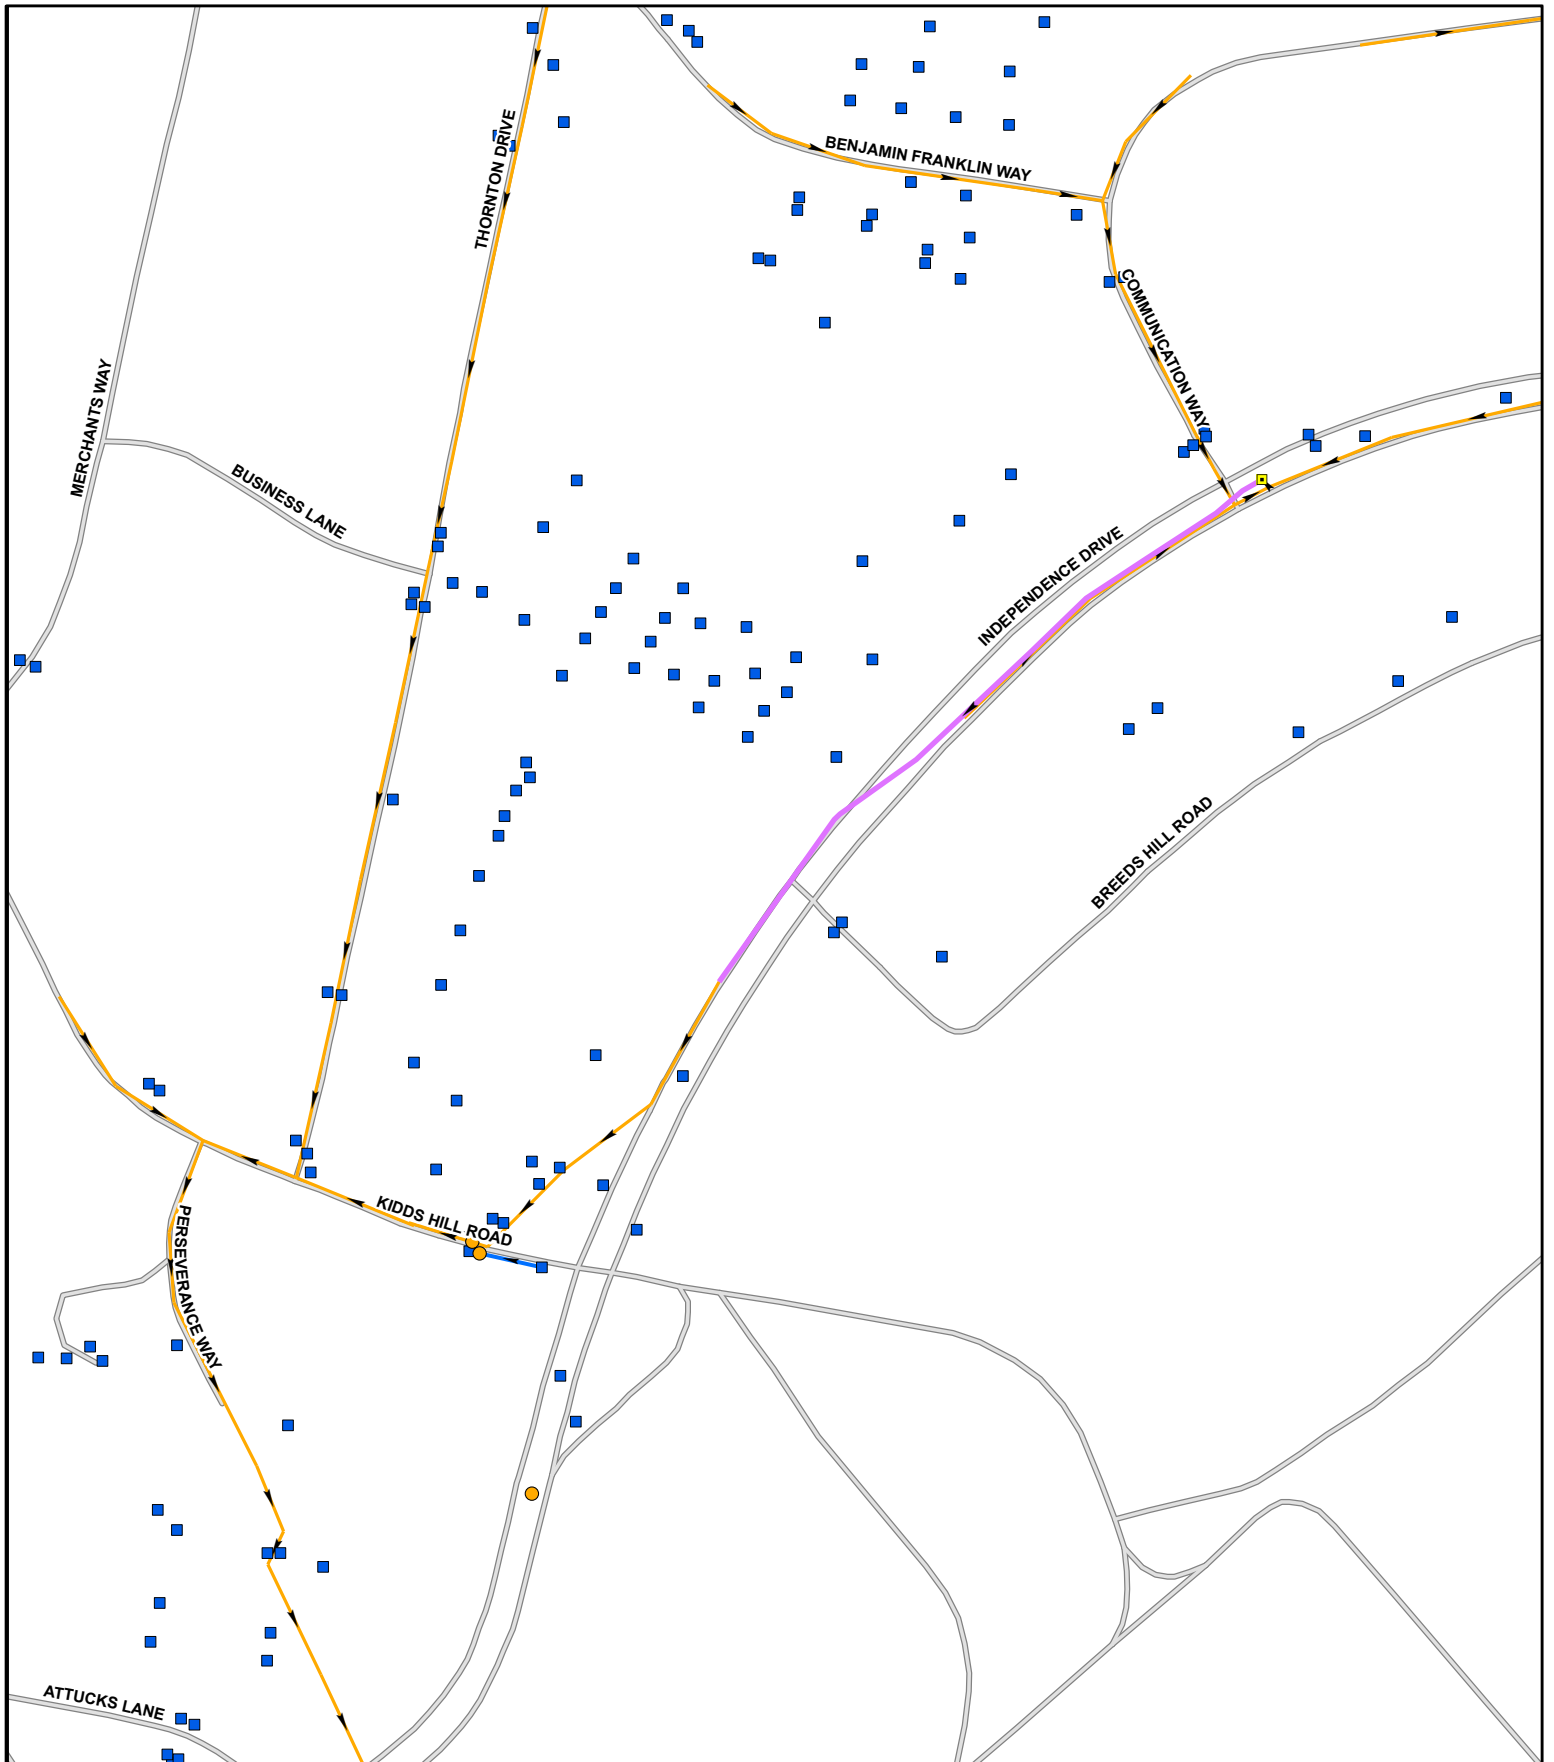 THORNTON DRIVE
BENJAMIN FRANKLIN WAY
COMMUNICATION WAY
MERCHANTS WAY
BUSINESS LANE
INDEPENDENCE DRIVE
BREEDS HILL ROAD
KIDDS HILL ROAD
PERSEVERANCE WAY
ATTUCKS LANE